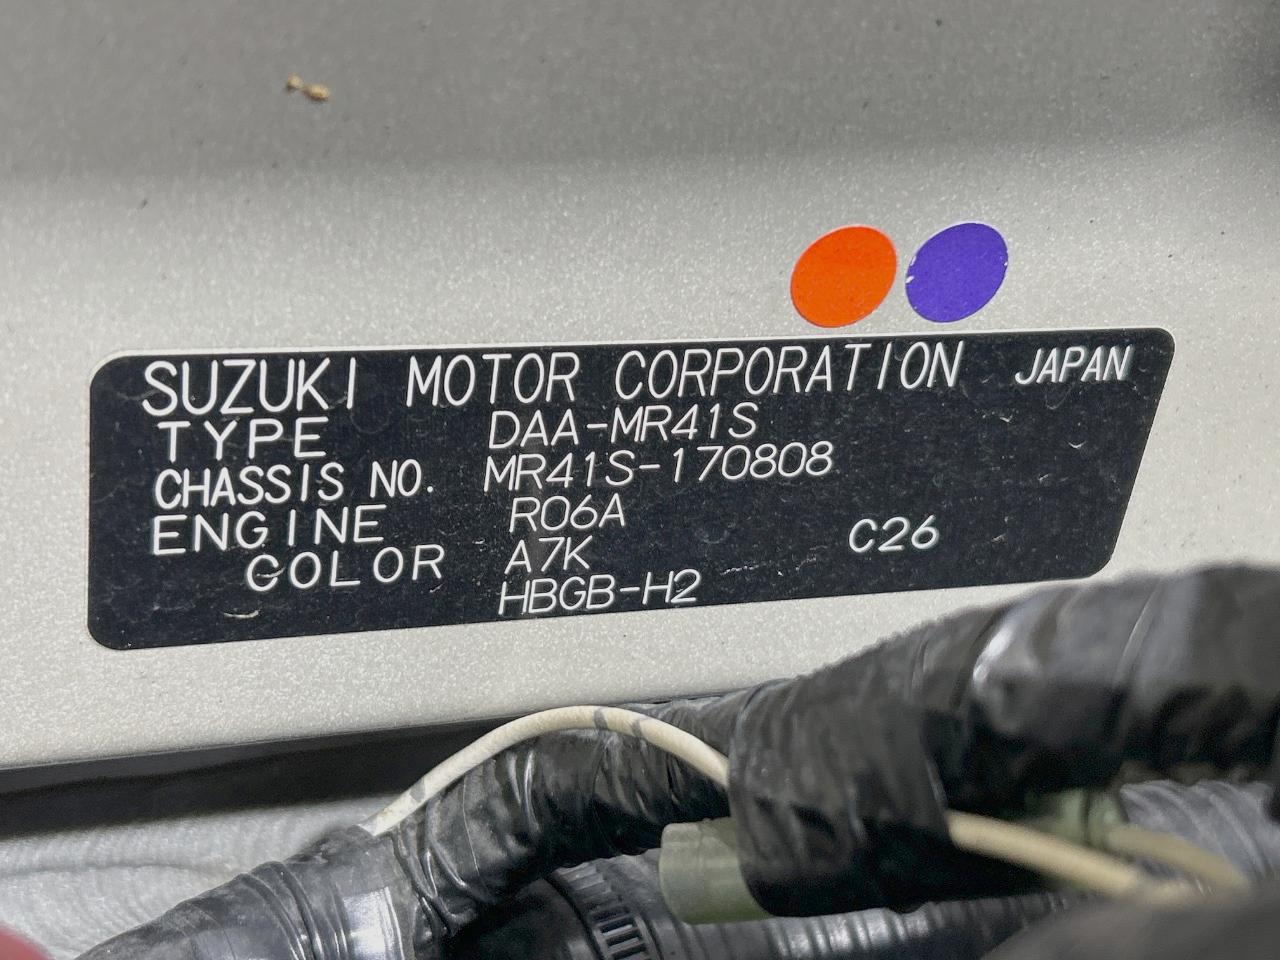 SUZUKI MOTOR CORPORATION JAPAN
TYPE DAA-MR41S
CHASSIS NO. MR41S-170808
ENGINE R06A
COLOR A7K C26
HBGB-H2